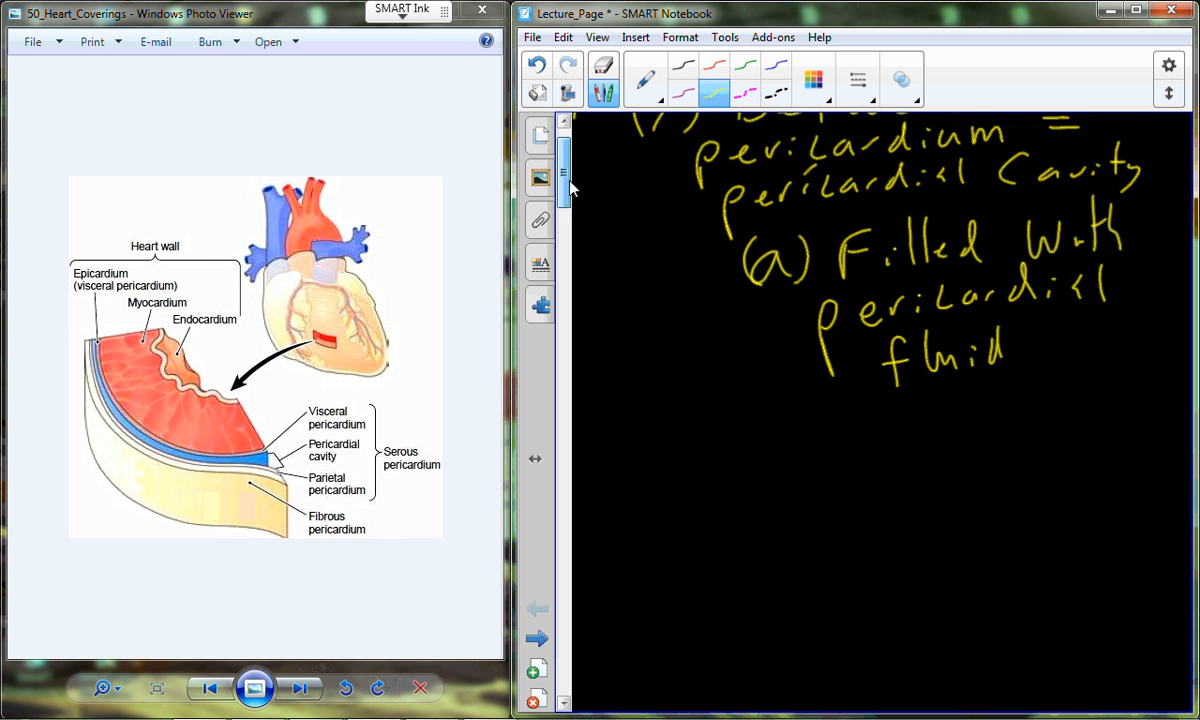 50_Heart_Coverings - Windows Photo Viewer
SMART Ink
File Print E-mail Burn Open
Heart wall
Epicardium
(visceral pericardium)
Myocardium
Endocardium
Visceral
pericardium
Pericardial
cavity
Parietal
pericardium
Serous
pericardium
Fibrous
pericardium
Lecture_Page * - SMART Notebook
File Edit View Insert Format Tools Add-ons Help
pericardium =
pericardial Cavity
(a) Filled With
pericardial
fluid